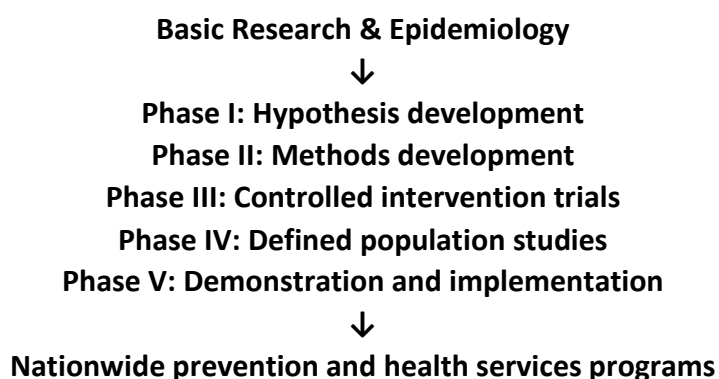 Basic Research & Epidemiology
↓
Phase I: Hypothesis development
Phase II: Methods development
Phase III: Controlled intervention trials
Phase IV: Defined population studies
Phase V: Demonstration and implementation
↓
Nationwide prevention and health services programs